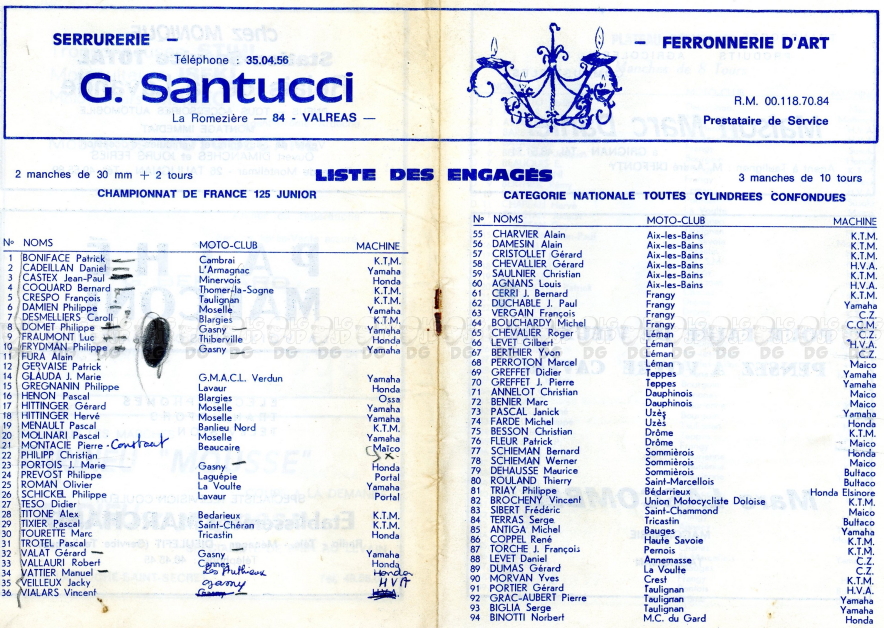 SERRURERIE –
Téléphone : 35.04.56
G. Santucci
La Romezière — 84 - VALREAS —
– FERRONNERIE D'ART
R.M. 00.118.70.84
Prestataire de Service
2 manches de 30 mm + 2 tours
LISTE DES ENGAGÉS
3 manches de 10 tours
CHAMPIONNAT DE FRANCE 125 JUNIOR
CATEGORIE NATIONALE TOUTES CYLINDREES CONFONDUES
Nº NOMS MOTO-CLUB MACHINE
1 BONIFACE Patrick Cambrai K.T.M.
2 CADEILLAN Daniel L'Armagnac Yamaha
3 CASTEX Jean-Paul Minervois Honda
4 COQUARD Bernard Thomer-la-Sogne K.T.M.
5 CRESPO François Taulignan K.T.M.
6 DAMIEN Philippe Moselle Yamaha
7 DESMELLIERS Caroll Blargies K.T.M.
8 DOMET Philippe Gasny Yamaha
9 FRAUMONT Luc Thiberville Honda
10 FRYDMAN Philippe Gasny Yamaha
11 FURA Alain
12 GERVAISE Patrick
14 GLAUDA J. Marie G.M.A.C.L. Verdun Yamaha
15 GREGNANIN Philippe Lavaur Honda
16 HENON Pascal Blargies Ossa
17 HITTINGER Gérard Moselle Yamaha
18 HITTINGER Hervé Moselle Yamaha
19 MENAULT Pascal Banlieu Nord K.T.M.
20 MOLINARI Pascal Moselle Yamaha
21 MONTACIE Pierre - Constant Beaucaire Maico
22 PHILIPP Christian
23 PORTOIS J. Marie Gasny Honda
24 PREVOST Philippe Laguépie Portal
25 ROMAN Olivier La Voulte Yamaha
26 SCHICKEL Philippe Lavaur Portal
27 TESO Didier
28 TITONE Alex Bedarieux K.T.M.
29 TIXIER Pascal Saint-Chéran K.T.M.
30 TOURETTE Marc Tricastin Honda
31 TROTEL Pascal
32 VALAT Gérard Gasny Yamaha
33 VALLAURI Robert Cannes Honda
34 VATTIER Manuel Les Authieux Honda
35 VEILLEUX Jacky gasny HVA
36 VIALARS Vincent
Nº NOMS MOTO-CLUB MACHINE
55 CHARVIER Alain Aix-les-Bains K.T.M.
56 DAMESIN Alain Aix-les-Bains K.T.M.
57 CRISTOLLET Gérard Aix-les-Bains K.T.M.
58 CHEVALLIER Gérard Aix-les-Bains H.V.A.
59 SAULNIER Christian Aix-les-Bains K.T.M.
60 AGNANS Louis Aix-les-Bains H.V.A.
61 CERRI J. Bernard Frangy K.T.M.
62 DUCHABLE J. Paul Frangy Yamaha
63 VERGAIN François Frangy C.Z.
64 BOUCHARDY Michel Frangy C.C.M.
65 CHEVALIER Roger Léman C.Z.
66 LEVET Gilbert Léman H.V.A.
67 BERTHIER Yvon Léman C.Z.
68 PERROTON Marcel Léman Maico
69 GREFFET Didier Teppes Yamaha
70 GREFFET J. Pierre Teppes Yamaha
71 ANNELOT Christian Dauphinois Maico
72 BENIER Marc Dauphinois Maico
73 PASCAL Janick Uzès Yamaha
74 FARDE Michel Uzès Honda
75 BESSON Christian Drôme K.T.M.
76 FLEUR Patrick Drôme Maico
77 SCHIEMAN Bernard Sommièrois Honda
78 SCHIEMAN Werner Sommièrois Maico
79 DEHAUSSE Maurice Sommièrois Bultaco
80 ROULAND Thierry Saint-Marcellois Bultaco
81 TRIAY Philippe Bédarieux Honda Elsinore
82 BROCHENY Vincent Union Motocycliste Doloise K.T.M.
83 SIBERT Frédéric Saint-Chammond Maico
84 TERRAS Serge Tricastin Bultaco
85 ANTIGA Michel Bauges Yamaha
86 COPPEL René Haute Savoie K.T.M.
87 TORCHE J. François Pernois K.T.M.
88 LEVET Daniel Annemasse C.Z.
89 DUMAS Gérard La Voulte C.Z.
90 MORVAN Yves Crest K.T.M.
91 PORTIER Gérard Taulignan H.V.A.
92 GRAC-AUBERT Pierre Taulignan Yamaha
93 BIGLIA Serge Taulignan Yamaha
94 BINOTTI Norbert M.C. du Gard Honda